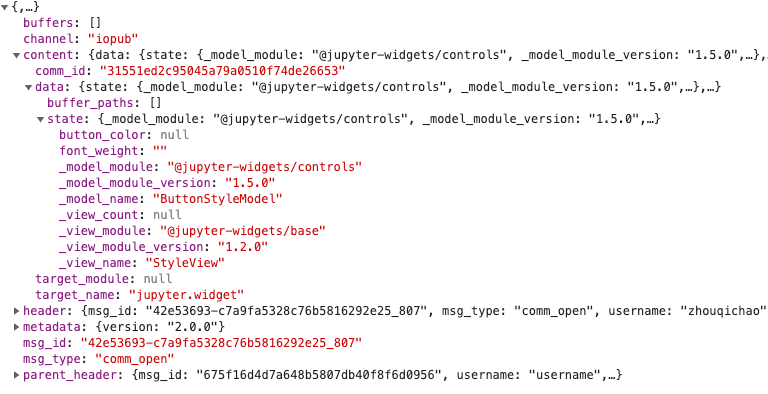 {,…}
buffers: []
channel: "iopub"
content: {data: {state: {_model_module: "@jupyter-widgets/controls", _model_module_version: "1.5.0",…},…
comm_id: "31551ed2c95045a79a0510f74de26653"
data: {state: {_model_module: "@jupyter-widgets/controls", _model_module_version: "1.5.0",…},…}
buffer_paths: []
state: {_model_module: "@jupyter-widgets/controls", _model_module_version: "1.5.0",…}
button_color: null
font_weight: ""
_model_module: "@jupyter-widgets/controls"
_model_module_version: "1.5.0"
_model_name: "ButtonStyleModel"
_view_count: null
_view_module: "@jupyter-widgets/base"
_view_module_version: "1.2.0"
_view_name: "StyleView"
target_module: null
target_name: "jupyter.widget"
header: {msg_id: "42e53693-c7a9fa5328c76b5816292e25_807", msg_type: "comm_open", username: "zhouqichao"
metadata: {version: "2.0.0"}
msg_id: "42e53693-c7a9fa5328c76b5816292e25_807"
msg_type: "comm_open"
parent_header: {msg_id: "675f16d4d7a648b5807db40f8f6d0956", username: "username",…}